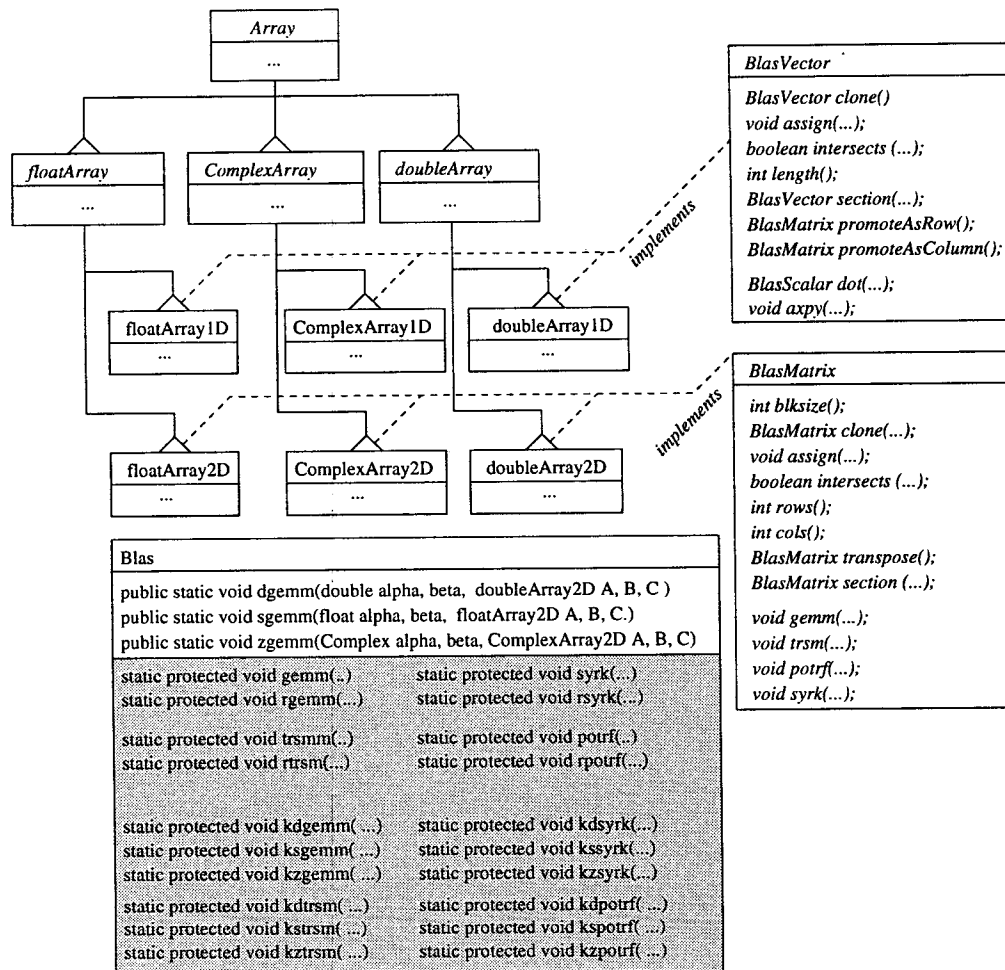 Array
...
floatArray
...
ComplexArray
...
doubleArray
...
floatArray1D
...
ComplexArray1D
...
doubleArray1D
...
implements
floatArray2D
...
ComplexArray2D
...
doubleArray2D
...
implements
BlasVector
BlasVector clone()
void assign(...);
boolean intersects (...);
int length();
BlasVector section(...);
BlasMatrix promoteAsRow();
BlasMatrix promoteAsColumn();
BlasScalar dot(...);
void axpy(...);
BlasMatrix
int blksize();
BlasMatrix clone(...);
void assign(...);
boolean intersects (...);
int rows();
int cols();
BlasMatrix transpose();
BlasMatrix section (...);
void gemm(...);
void trsm(...);
void potrf(...);
void syrk(...);
Blas
public static void dgemm(double alpha, beta, doubleArray2D A, B, C )
public static void sgemm(float alpha, beta, floatArray2D A, B, C.)
public static void zgemm(Complex alpha, beta, ComplexArray2D A, B, C)
static protected void gemm(..) static protected void syrk(...)
static protected void rgemm(...) static protected void rsyrk(...)
static protected void trsmm(..) static protected void potrf(..)
static protected void rtrsm(...) static protected void rpotrf(...)
static protected void kdgemm( ...) static protected void kdsyrk(...)
static protected void ksgemm( ...) static protected void kssyrk(...)
static protected void kzgemm( ...) static protected void kzsyrk(...)
static protected void kdtrsm( ...) static protected void kdpotrf( ...)
static protected void kstrsm( ...) static protected void kspotrf( ...)
static protected void kztrsm( ...) static protected void kzpotrf( ...)